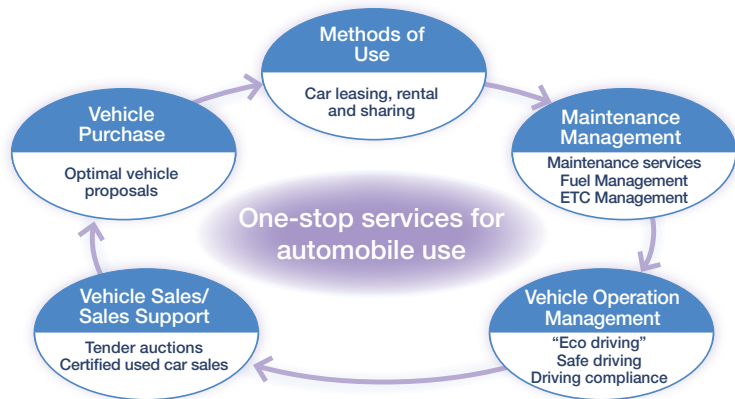 Methods of
Use
Car leasing, rental
and sharing
Vehicle
Purchase
Optimal vehicle
proposals
Maintenance
Management
Maintenance services
Fuel Management
ETC Management
One-stop services for
automobile use
Vehicle Sales/
Sales Support
Tender auctions
Certified used car sales
Vehicle Operation
Management
“Eco driving”
Safe driving
Driving compliance